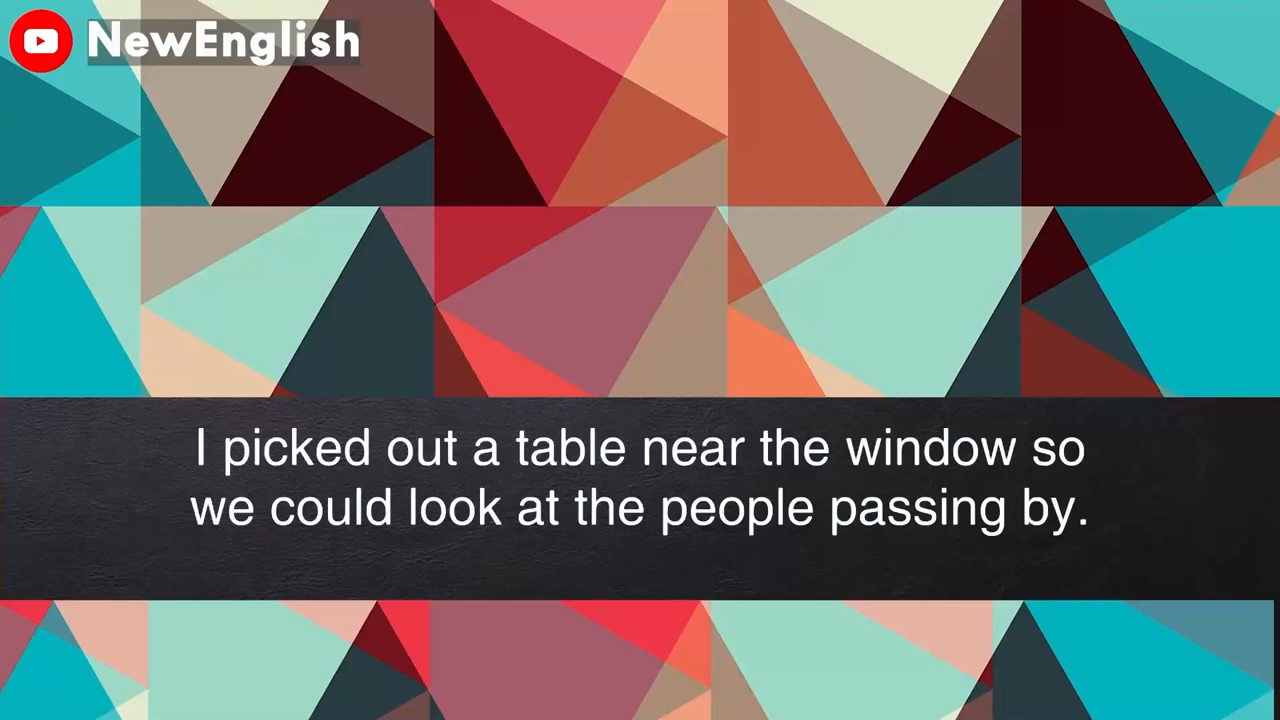 NewEnglish
I picked out a table near the window so
we could look at the people passing by.